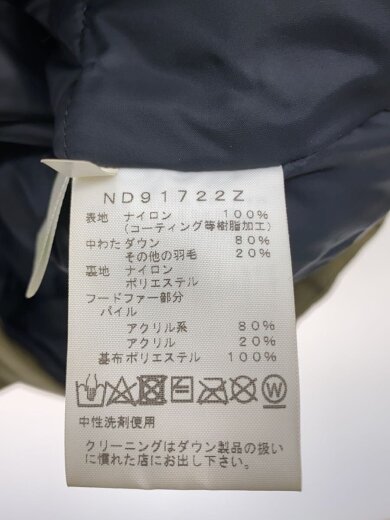 ND91722Z
表地 ナイロン 100%
(コーティング等樹脂加工)
中わた ダウン 80%
その他の羽毛 20%
裏地 ナイロン
ポリエステル
フードファー部分
パイル
アクリル系 80%
アクリル 20%
基布ポリエステル 100%
W
中性洗剤使用
クリーニングはダウン製品の扱い
に慣れた店にお出し下さい。